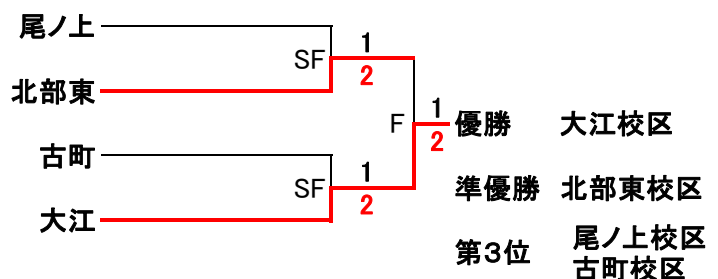 尾ノ上
1
SF
2
北部東
1
F
優勝 大江校区
2
古町
1
SF
2
準優勝 北部東校区
大江
第3位 尾ノ上校区
古町校区